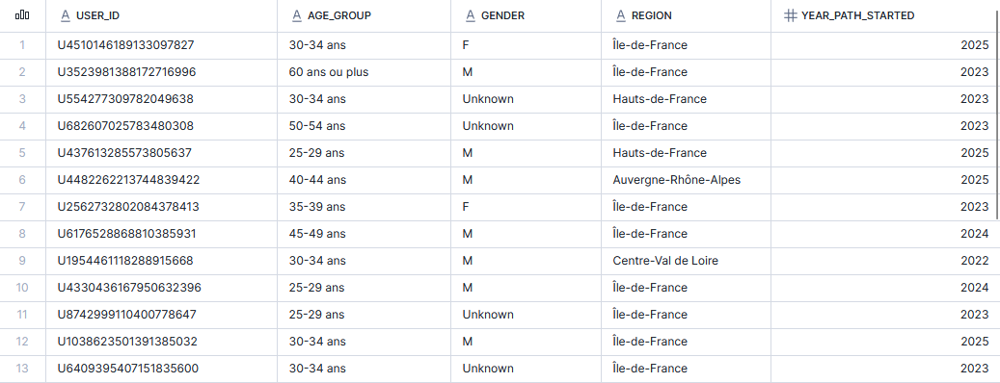 A USER_ID A AGE_GROUP A GENDER A REGION # YEAR_PATH_STARTED
1 U4510146189133097827 30-34 ans F Île-de-France 2025
2 U3523981388172716996 60 ans ou plus M Île-de-France 2023
3 U554277309782049638 30-34 ans Unknown Hauts-de-France 2023
4 U682607025783480308 50-54 ans Unknown Île-de-France 2023
5 U437613285573805637 25-29 ans M Hauts-de-France 2025
6 U4482262213744839422 40-44 ans M Auvergne-Rhône-Alpes 2025
7 U2562732802084378413 35-39 ans F Île-de-France 2023
8 U6176528868810385931 45-49 ans M Île-de-France 2024
9 U1954461118288915668 30-34 ans M Centre-Val de Loire 2022
10 U4330436167950632396 25-29 ans M Île-de-France 2024
11 U8742999110400778647 25-29 ans Unknown Île-de-France 2023
12 U1038623501391385032 30-34 ans M Île-de-France 2025
13 U6409395407151835600 30-34 ans Unknown Île-de-France 2023